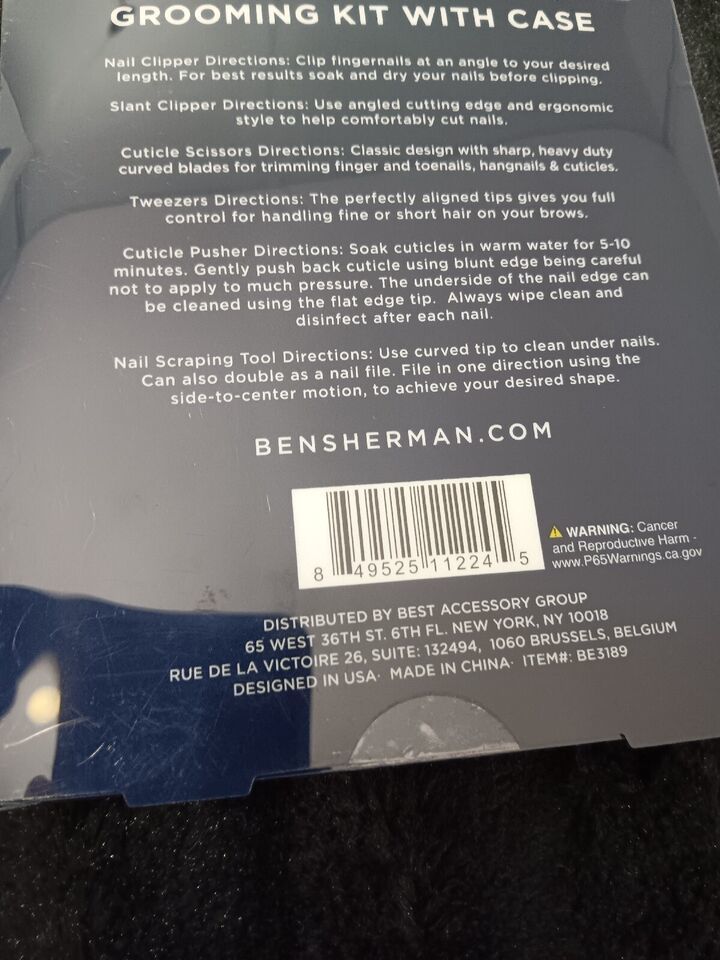 GROOMING KIT WITH CASE
Nail Clipper Directions: Clip fingernails at an angle to your desired
length. For best results soak and dry your nails before clipping.
Slant Clipper Directions: Use angled cutting edge and ergonomic
style to help comfortably cut nails.
Cuticle Scissors Directions: Classic design with sharp, heavy duty
curved blades for trimming finger and toenails, hangnails & cuticles.
Tweezers Directions: The perfectly aligned tips gives you full
control for handling fine or short hair on your brows.
Cuticle Pusher Directions: Soak cuticles in warm water for 5-10
minutes. Gently push back cuticle using blunt edge being careful
not to apply to much pressure. The underside of the nail edge can
be cleaned using the flat edge tip. Always wipe clean and
disinfect after each nail.
Nail Scraping Tool Directions: Use curved tip to clean under nails.
Can also double as a nail file. File in one direction using the
side-to-center motion, to achieve your desired shape.
BENSHERMAN.COM
8 49525 11224 5
WARNING: Cancer
and Reproductive Harm -
www.P65Warnings.ca.gov
DISTRIBUTED BY BEST ACCESSORY GROUP
65 WEST 36TH ST. 6TH FL. NEW YORK, NY 10018
RUE DE LA VICTOIRE 26, SUITE: 132494, 1060 BRUSSELS, BELGIUM
DESIGNED IN USA· MADE IN CHINA· ITEM#: BE3189